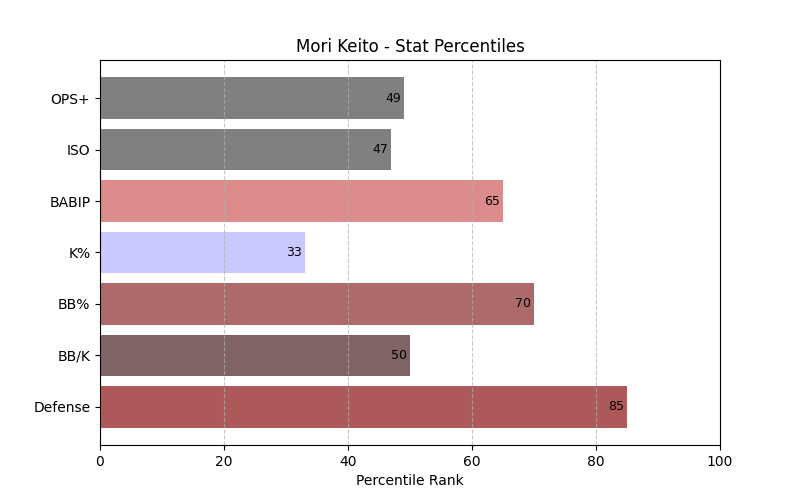 Mori Keito - Stat Percentiles
OPS+ 49
ISO 47
BABIP 65
K% 33
BB% 70
BB/K 50
Defense 85
0 20 40 60 80 100
Percentile Rank